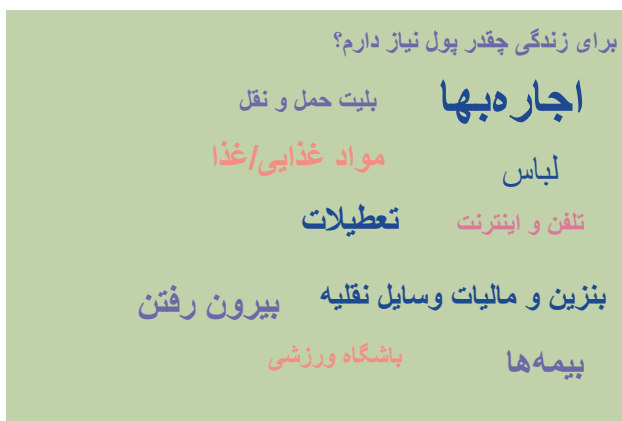 برای زندگی چقدر پول نیاز دارم؟
اجاره‌بها
بلیت حمل و نقل
مواد غذایی/غذا
لباس
تلفن و اینترنت
تعطیلات
بنزین و مالیات وسایل نقلیه
بیرون رفتن
بیمه‌ها
باشگاه ورزشی